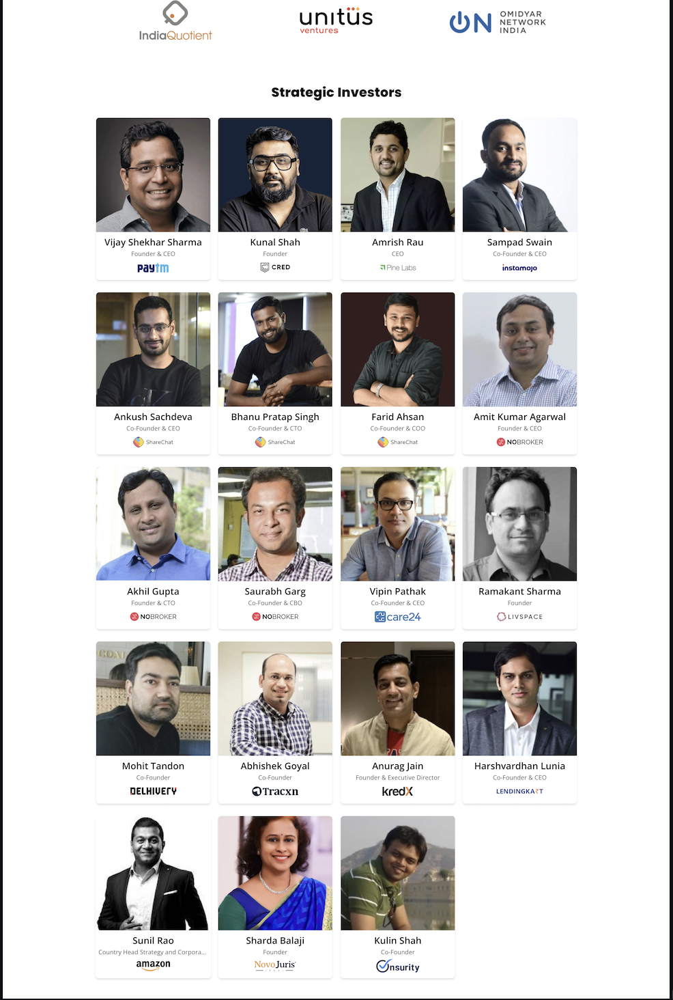 IndiaQuotient
unitüs
ventures
ON
OMIDYAR
NETWORK
INDIA
Strategic Investors
Vijay Shekhar Sharma
Founder & CEO
paytm
Kunal Shah
Founder
CRED
Amrish Rau
CEO
Pine Labs
Sampad Swain
Co-Founder & CEO
instamojo
Ankush Sachdeva
Co-Founder & CEO
ShareChat
Bhanu Pratap Singh
Co-Founder & CTO
ShareChat
Farid Ahsan
Co-Founder & COO
ShareChat
Amit Kumar Agarwal
Founder & CEO
NOBROKER
Akhil Gupta
Founder & CTO
NOBROKER
Saurabh Garg
Co-Founder & CBO
NOBROKER
Vipin Pathak
Co-Founder & CEO
care24
Ramakant Sharma
Founder
LIVSPACE
GOAL
Mohit Tandon
Co-Founder
DELHIVERY
Abhishek Goyal
Co-Founder
Tracxn
Anurag Jain
Founder & Executive Director
kredX
Harshvardhan Lunia
Co-Founder & CEO
LENDINGKA₹T
Sunil Rao
Country Head Strategy and Corpora...
amazon
Sharda Balaji
Founder
NovoJuris
Kulin Shah
Co-Founder
Onsurity